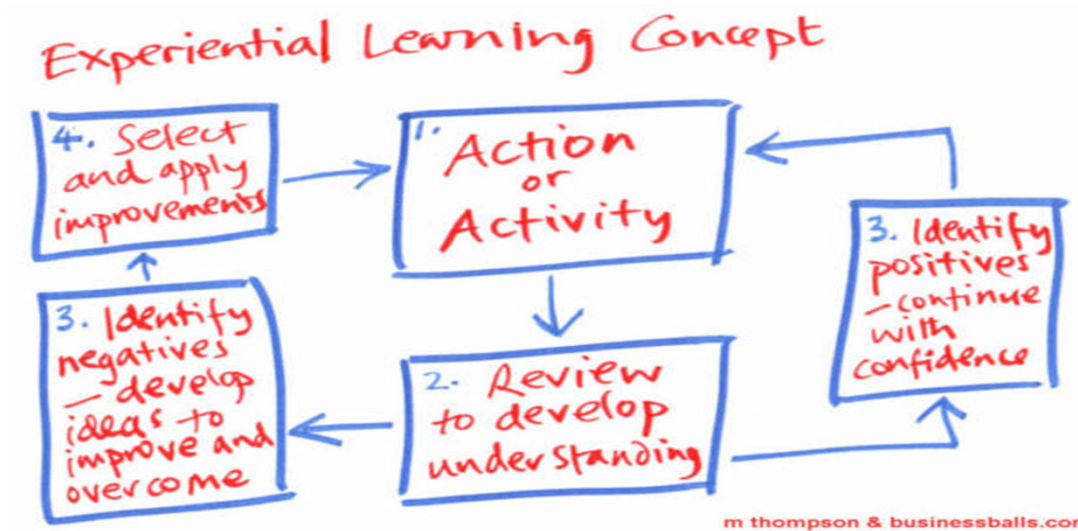 Experiential Learning Concept
4. Select
and apply
improvements
1.
Action
or
Activity
3. Identify
positives
– continue
with
confidence
3. Identify
negatives
– develop
ideas to
improve and
overcome
2. Review
to develop
understanding
m thompson & businessballs.com